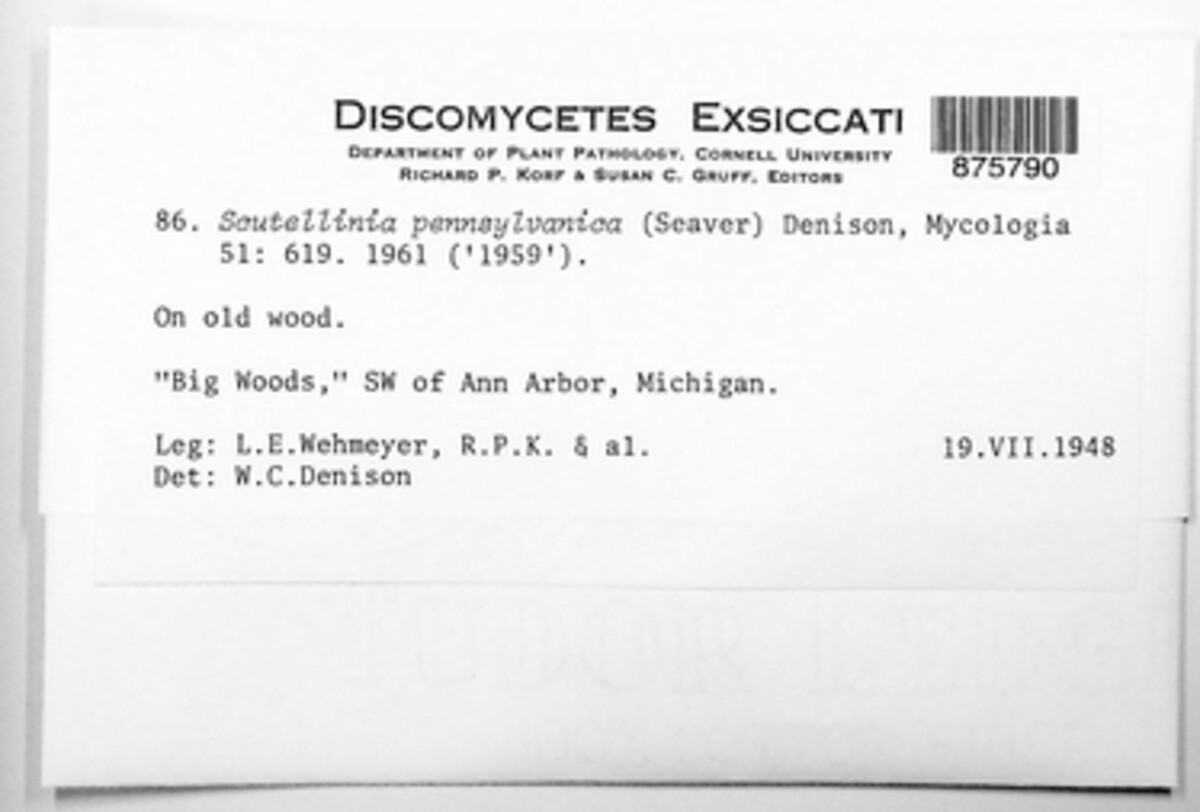 DISCOMYCETES EXSICCATI
DEPARTMENT OF PLANT PATHOLOGY, CORNELL UNIVERSITY
RICHARD P. KORF & SUSAN C. GRUFF, EDITORS
875790
86. Scutellinia pennsylvanica (Seaver) Denison, Mycologia
51: 619. 1961 ('1959').
On old wood.
"Big Woods," SW of Ann Arbor, Michigan.
Leg: L.E.Wehmeyer, R.P.K. & al. 19.VII.1948
Det: W.C.Denison